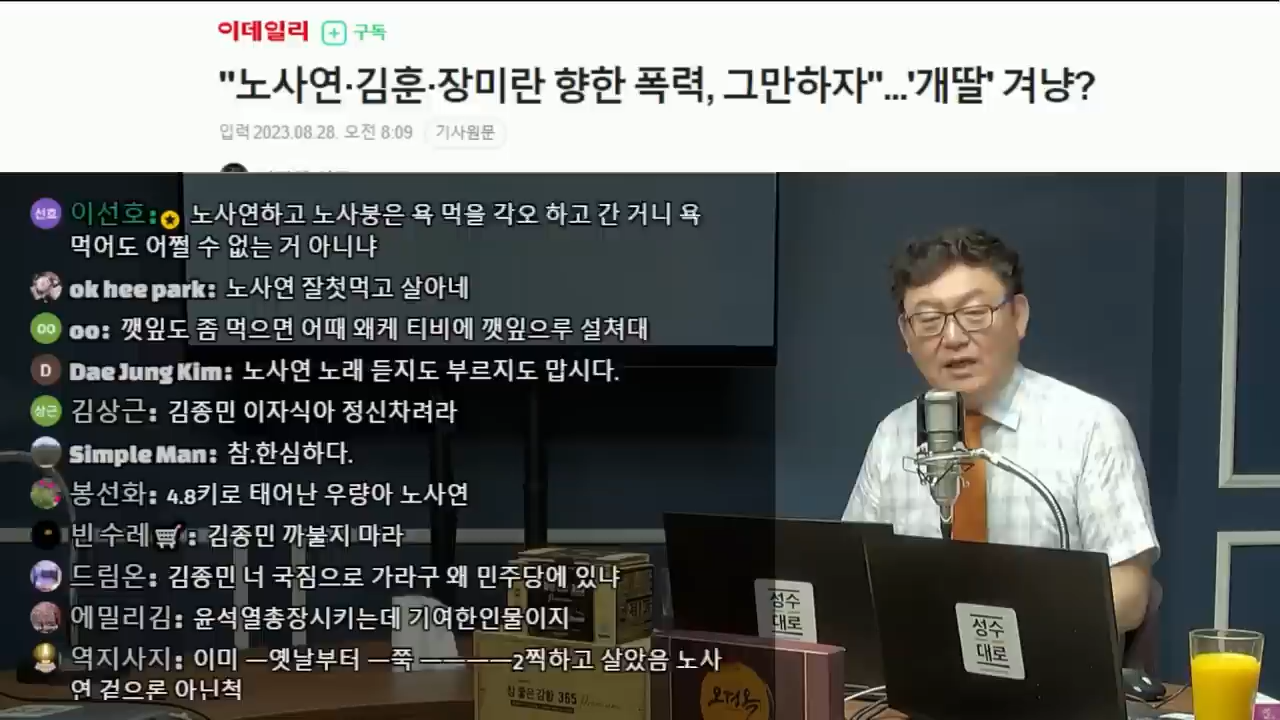 이데일리 + 구독
"노사연·김훈·장미란 향한 폭력, 그만하자"...'개딸' 겨냥?
입력 2023.08.28. 오전 8:09 기사원문
선호 이선호: 노사연하고 노사붕은 욕 먹을 각오 하고 간 거니 욕
먹어도 어쩔 수 없는 거 아니냐
ok hee park: 노사연 잘첫먹고 살아네
oo oo: 깻잎도 좀 먹으면 어때 왜케 티비에 깻잎으루 설쳐대
D Dae Jung Kim: 노사연 노래 듣지도 부르지도 맙시다.
상근 김상근: 김종민 이자식아 정신차려라
Simple Man: 참.한심하다.
봉선화: 4.8키로 태어난 우량아 노사연
빈 수레🛒: 김종민 까불지 마라
드림온: 김종민 너 국짐으로 가라구 왜 민주당에 있냐
에밀리김: 윤석열총장시키는데 기여한인물이지
역지사지: 이미 ㅡ옛날부터 ㅡ쭉 ㅡㅡㅡㅡ2찍하고 살았음 노사
연 겉으론 아닌척
성수
대로
성수
대로
365